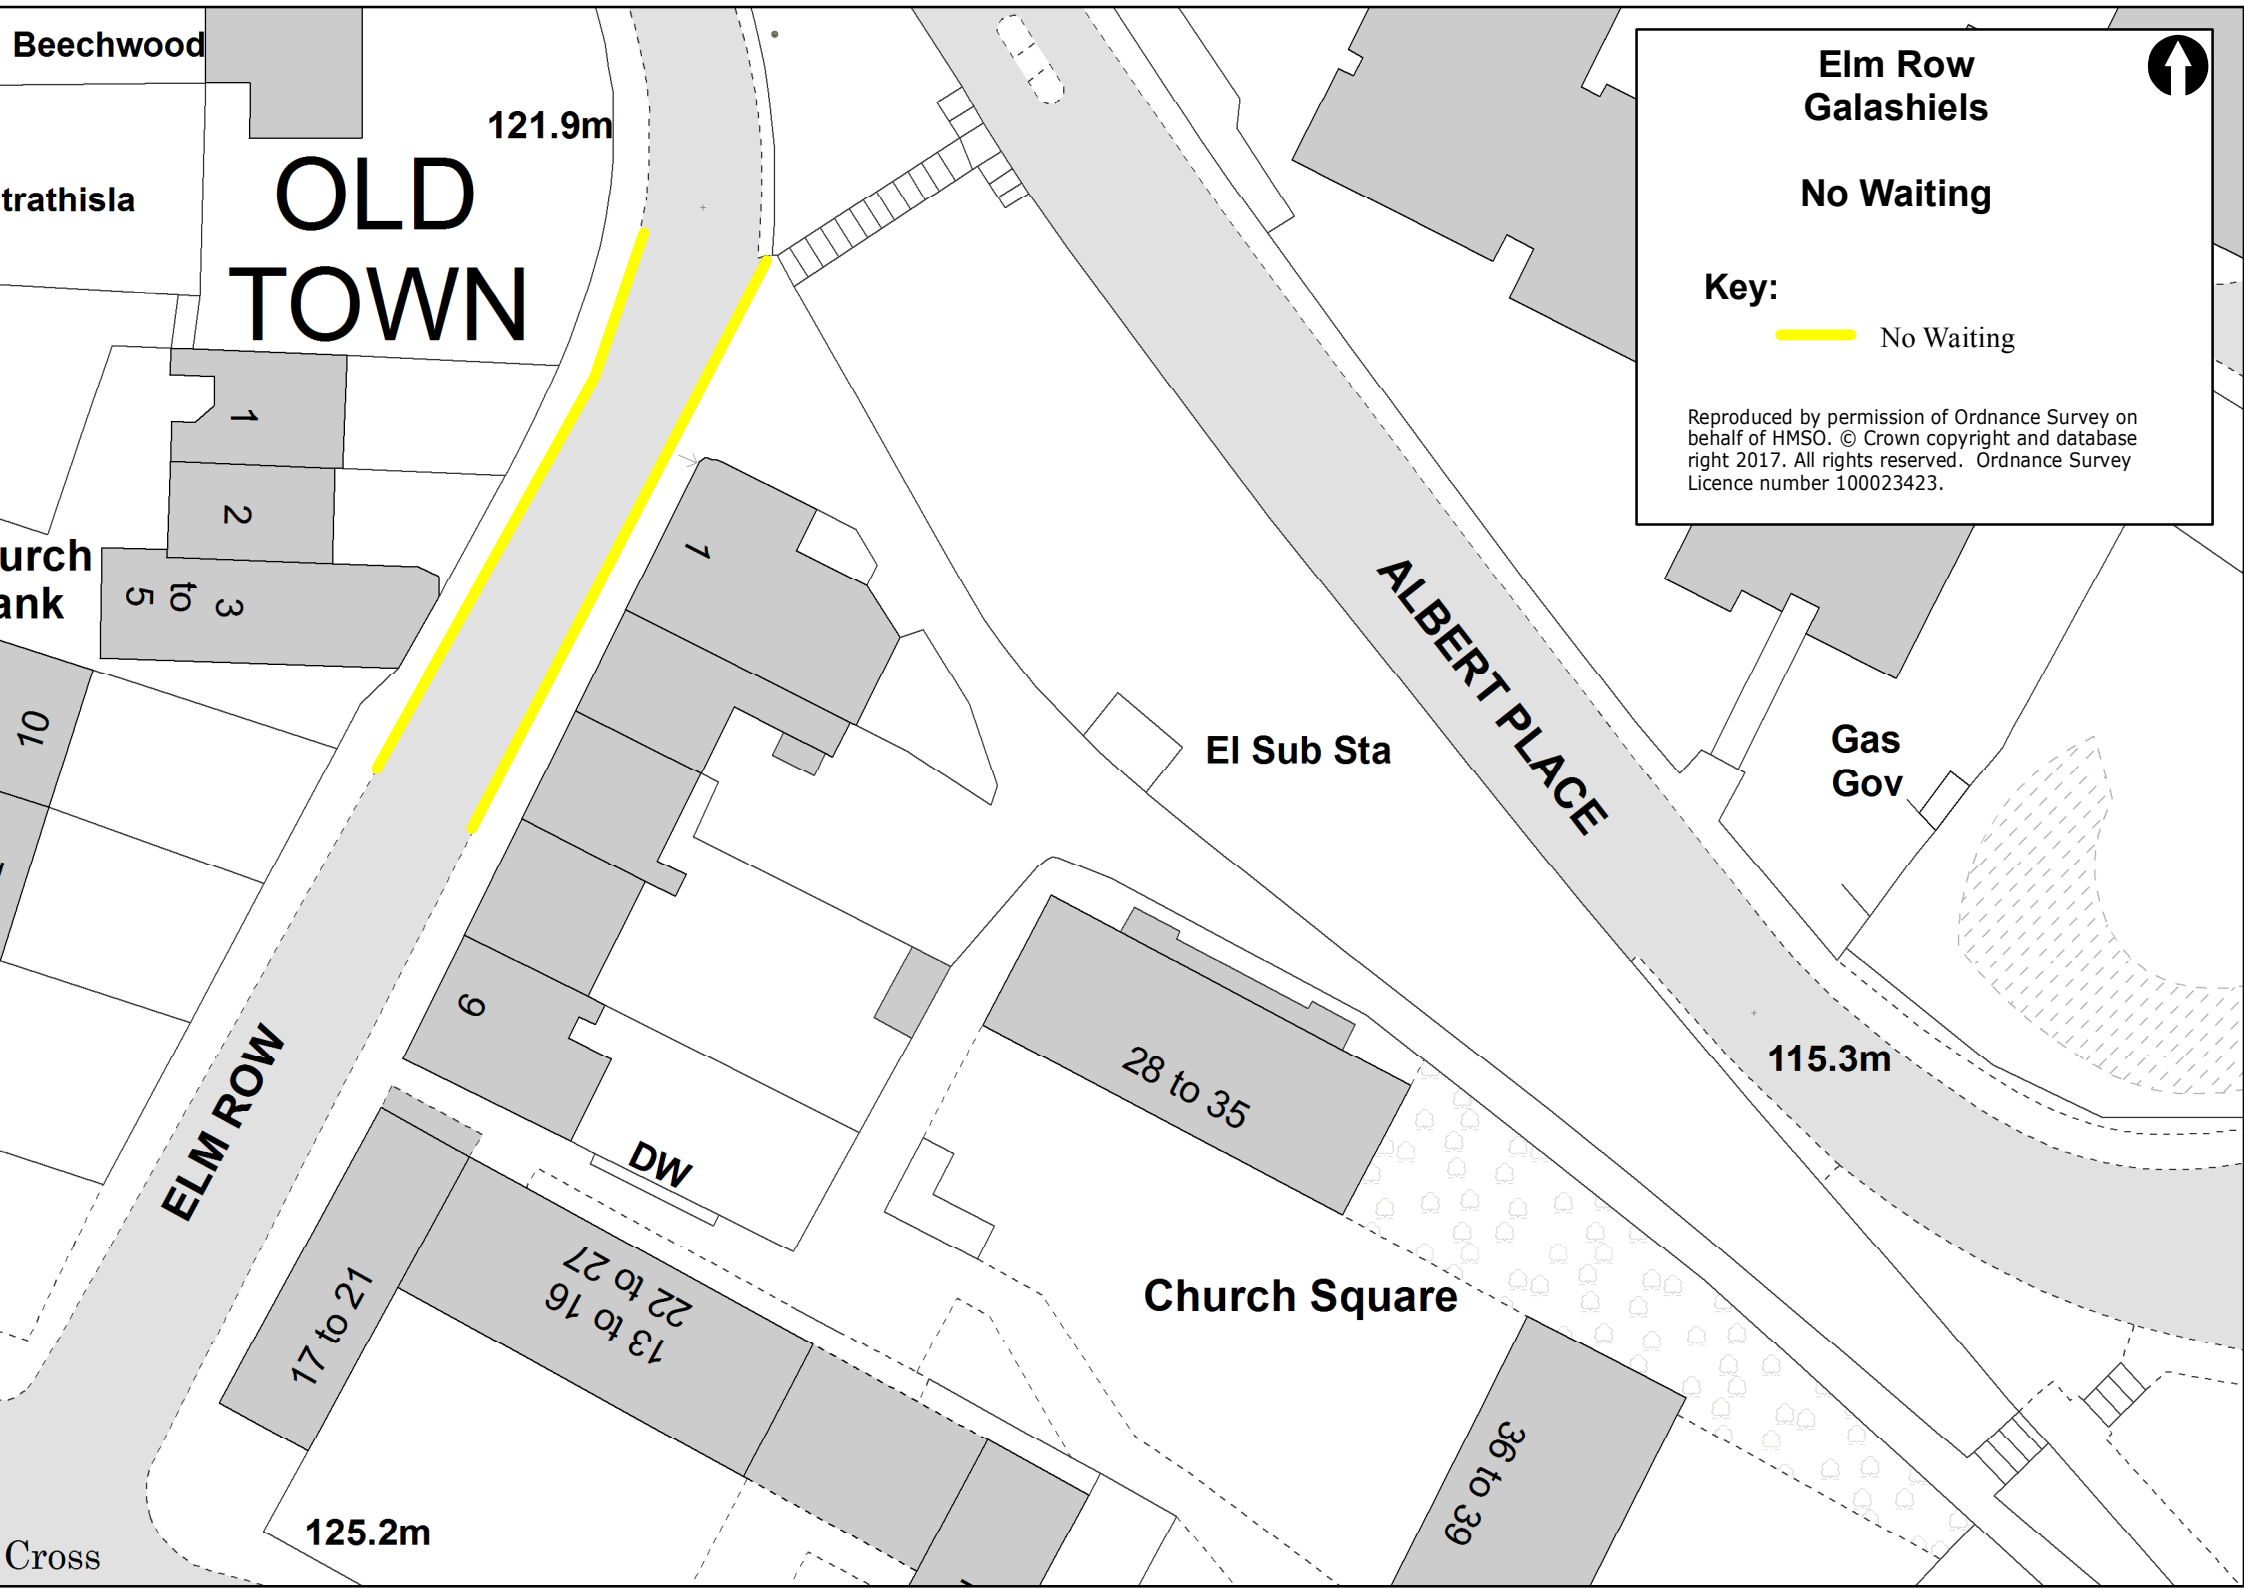 Beechwood
121.9m
trathisla
OLD
TOWN
1
2
3
to
5
urch
ank
10
1
9
ELM ROW
DW
17 to 21
22 to 27
13 to 16
125.2m
Cross
28 to 35
Church Square
36 to 39
El Sub Sta
ALBERT PLACE
Gas
Gov
115.3m
Elm Row
Galashiels
No Waiting
Key:
No Waiting
Reproduced by permission of Ordnance Survey on
behalf of HMSO. © Crown copyright and database
right 2017. All rights reserved. Ordnance Survey
Licence number 100023423.